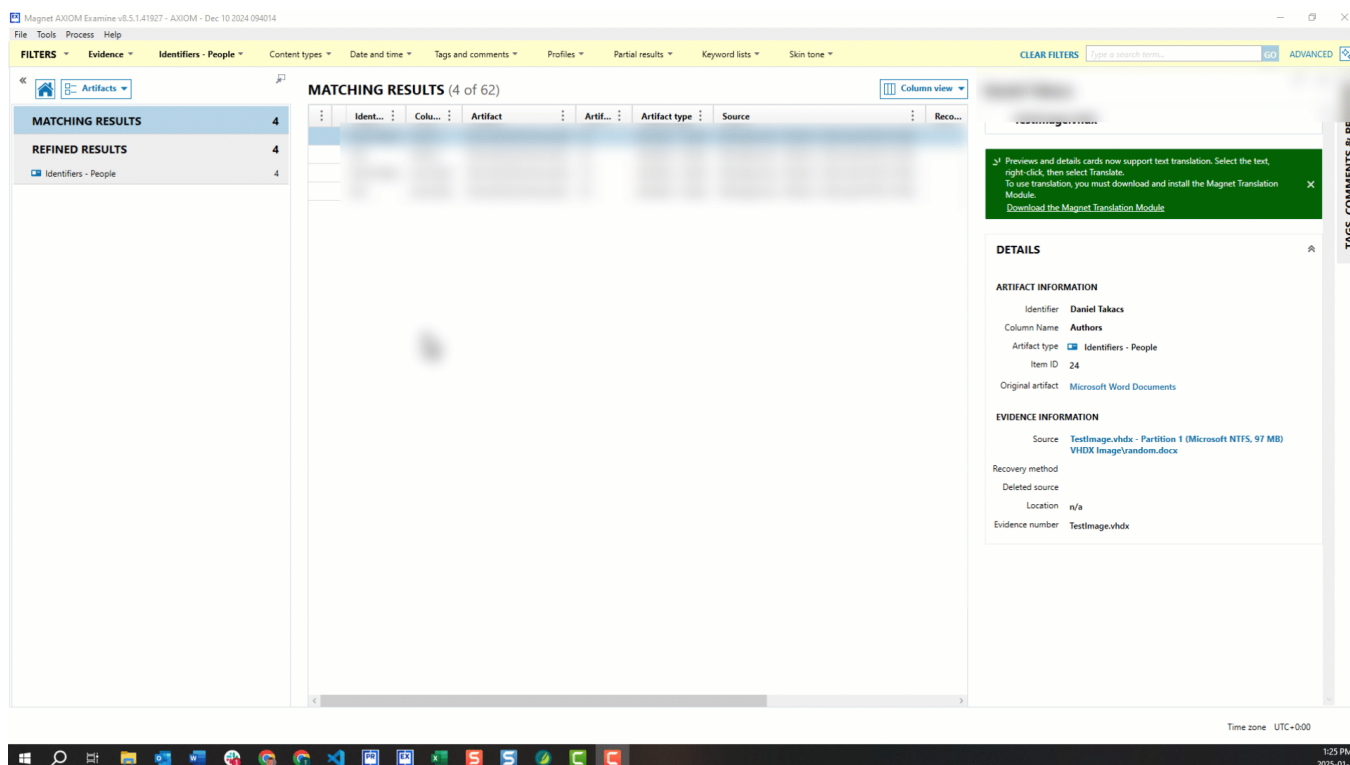 Magnet AXIOM Examine v8.5.1.41927 - AXIOM - Dec 10 2024 094014
File Tools Process Help
FILTERS Evidence Identifiers - People Content types Date and time Tags and comments Profiles Partial results Keyword lists Skin tone CLEAR FILTERS Type a search term... GO ADVANCED
Artifacts
MATCHING RESULTS (4 of 62)
Column view
MATCHING RESULTS 4
REFINED RESULTS 4
Identifiers - People 4
Ident... Colu... Artifact Artif... Artifact type Source Reco...
Previews and details cards now support text translation. Select the text,
right-click, then select Translate.
To use translation, you must download and install the Magnet Translation
Module.
Download the Magnet Translation Module
TAGS, COMMENTS &
DETAILS
ARTIFACT INFORMATION
Identifier Daniel Takacs
Column Name Authors
Artifact type Identifiers - People
Item ID 24
Original artifact Microsoft Word Documents
EVIDENCE INFORMATION
Source TestImage.vhdx - Partition 1 (Microsoft NTFS, 97 MB)
VHDX Image\random.docx
Recovery method
Deleted source
Location n/a
Evidence number TestImage.vhdx
Time zone UTC+0:00
1:25 PM